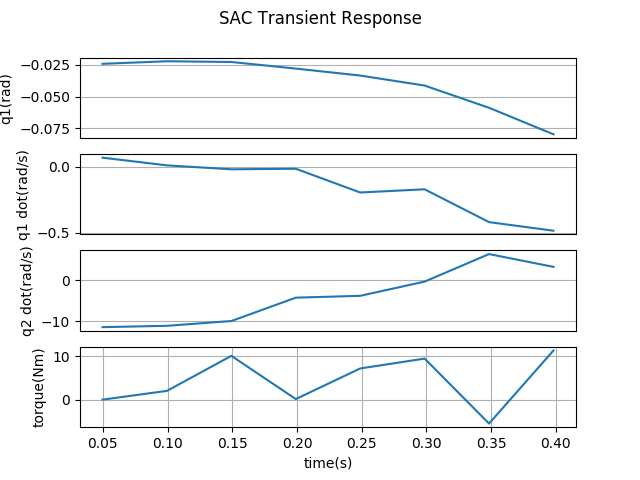 SAC Transient Response
q1(rad)
−0.025
−0.050
−0.075
q1 dot(rad/s)
0.0
−0.5
q2 dot(rad/s)
0
−10
torque(Nm)
10
0
0.05 0.10 0.15 0.20 0.25 0.30 0.35 0.40
time(s)